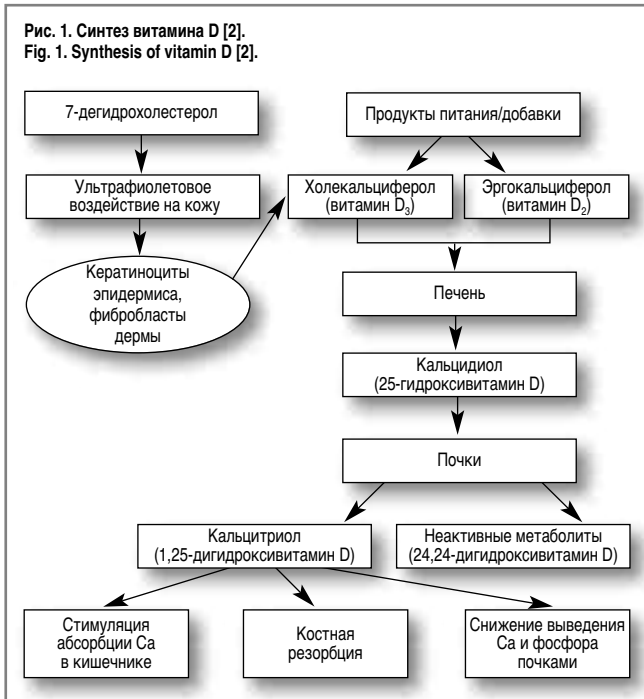 Рис. 1. Синтез витамина D [2].
Fig. 1. Synthesis of vitamin D [2].
7-дегидрохолестерол
Продукты питания/добавки
Ультрафиолетовое
воздействие на кожу
Холекальциферол
(витамин D₃)
Эргокальциферол
(витамин D₂)
Кератиноциты
эпидермиса,
фибробласты
дермы
Печень
Кальцидиол
(25-гидроксивитамин D)
Почки
Кальцитриол
(1,25-дигидроксивитамин D)
Неактивные метаболиты
(24,24-дигидроксивитамин D)
Стимуляция
абсорбции Ca
в кишечнике
Костная
резорбция
Снижение выведения
Ca и фосфора
почками